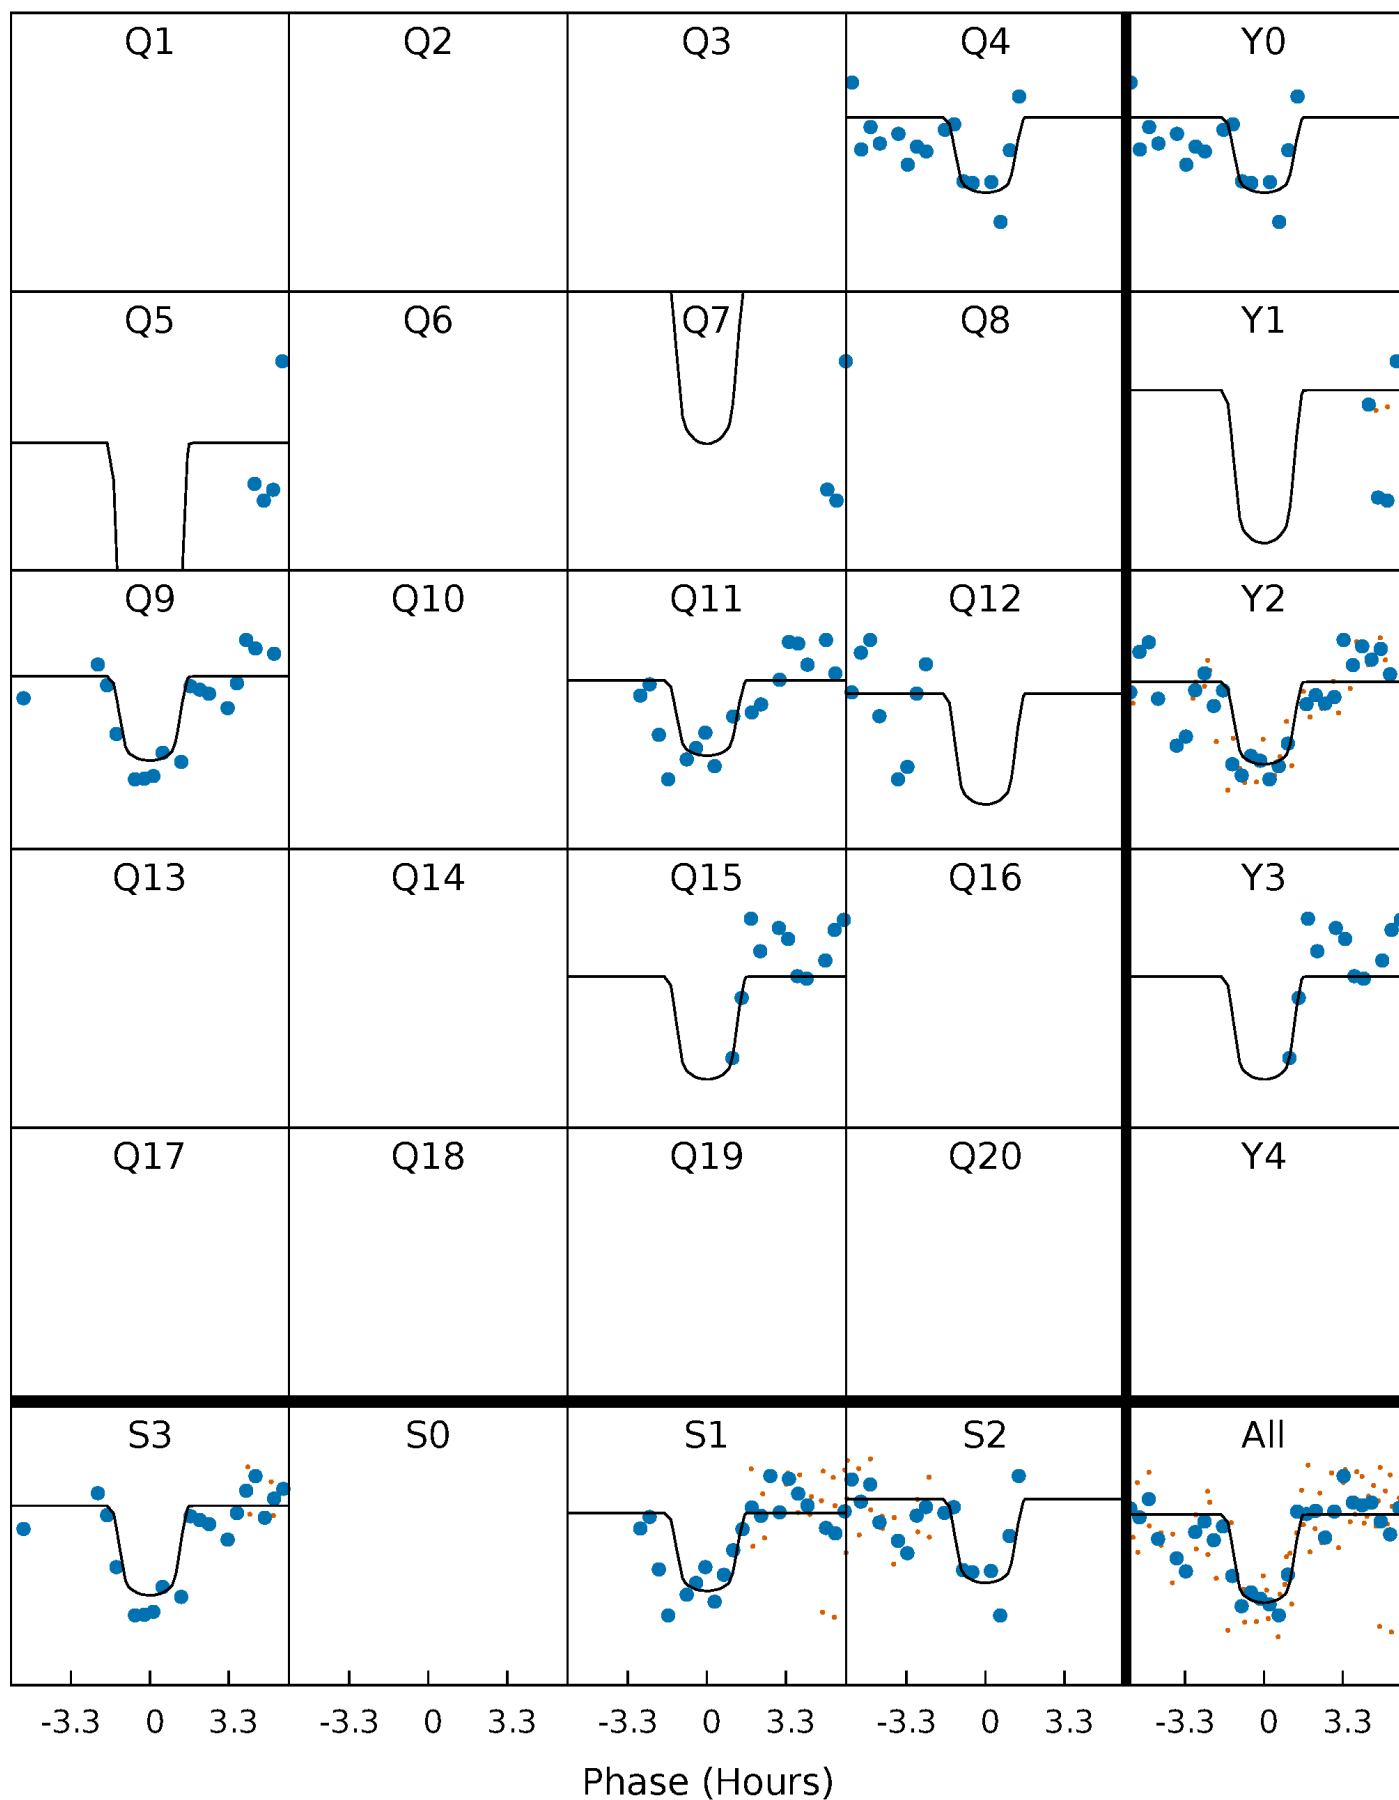 Q1 Q2 Q3 Q4 Y0
Q5 Q6 Q7 Q8 Y1
Q9 Q10 Q11 Q12 Y2
Q13 Q14 Q15 Q16 Y3
Q17 Q18 Q19 Q20 Y4
S3 S0 S1 S2 All
-3.3 0 3.3 -3.3 0 3.3 -3.3 0 3.3 -3.3 0 3.3 -3.3 0 3.3
Phase (Hours)